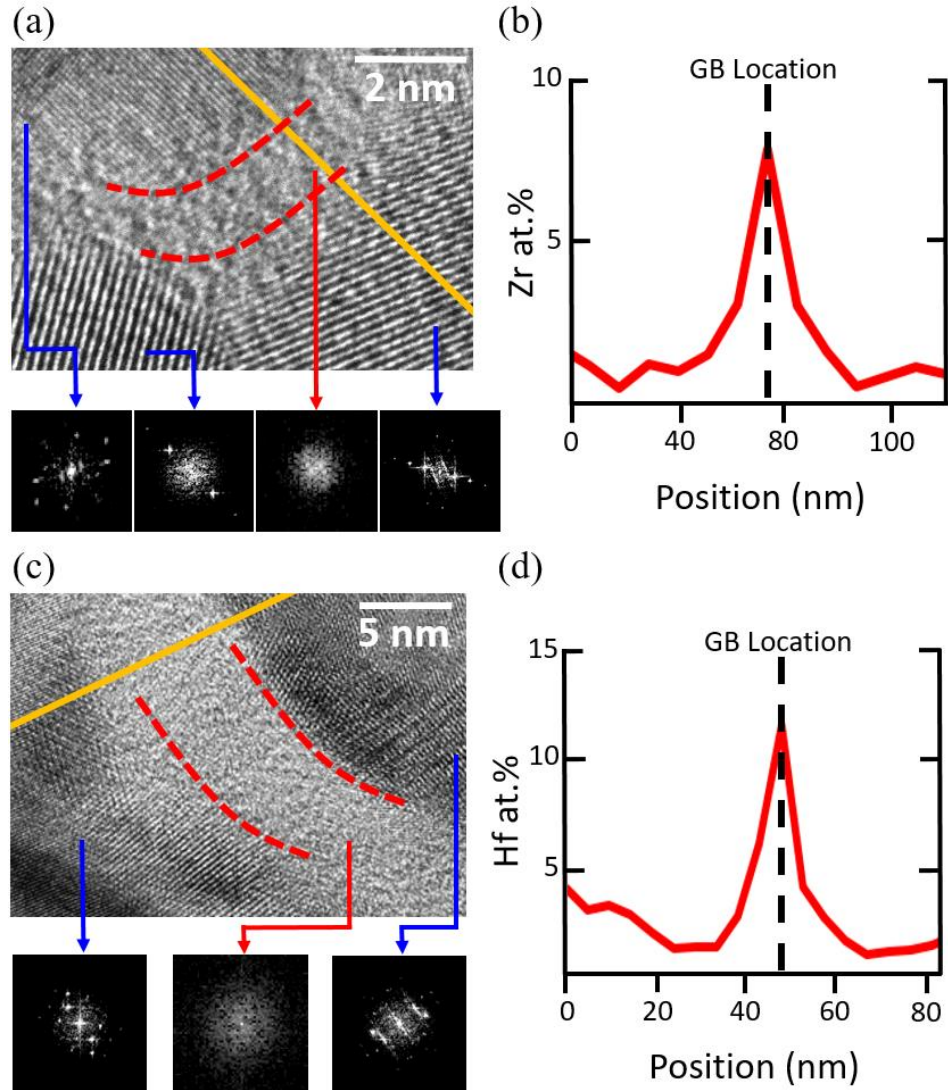 (a)
2 nm
(b)
GB Location
10
5
Zr at.%
0
40
80
100
Position (nm)
(c)
5 nm
(d)
GB Location
15
10
5
Hf at.%
0
20
40
60
80
Position (nm)